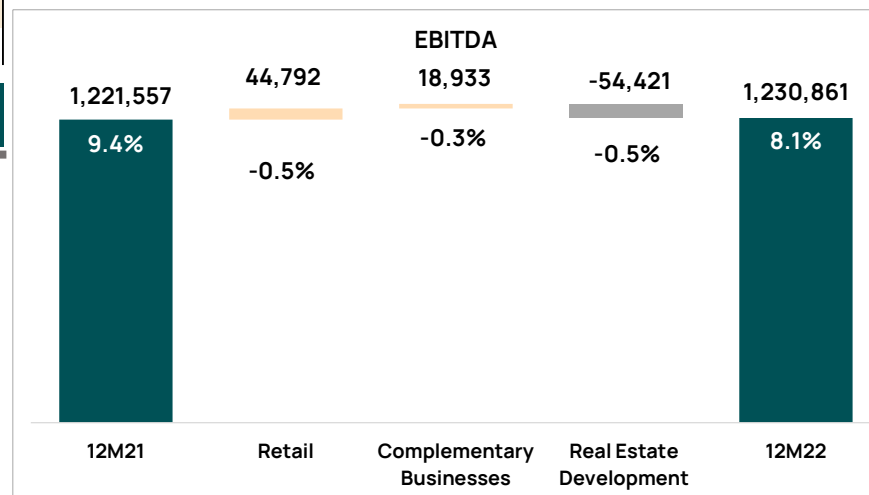 EBITDA
1,221,557
44,792
18,933
-54,421
1,230,861
9.4%
-0.5%
-0.3%
-0.5%
8.1%
12M21
Retail
Complementary
Businesses
Real Estate
Development
12M22